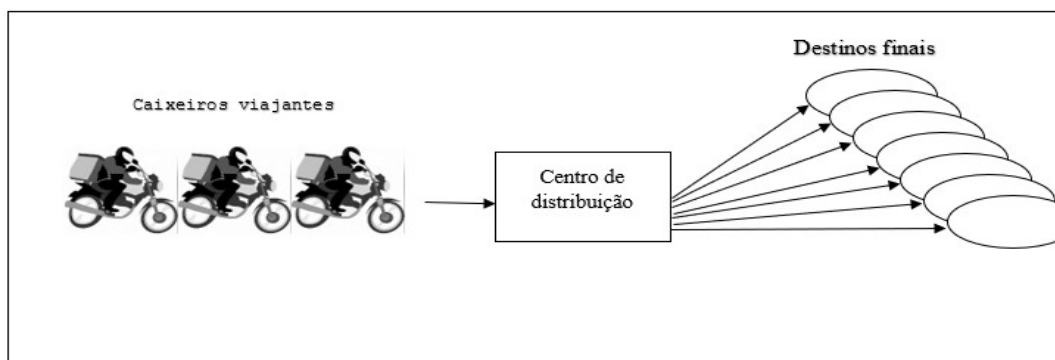 Destinos finais
Caixeiros viajantes
Centro de
distribuição